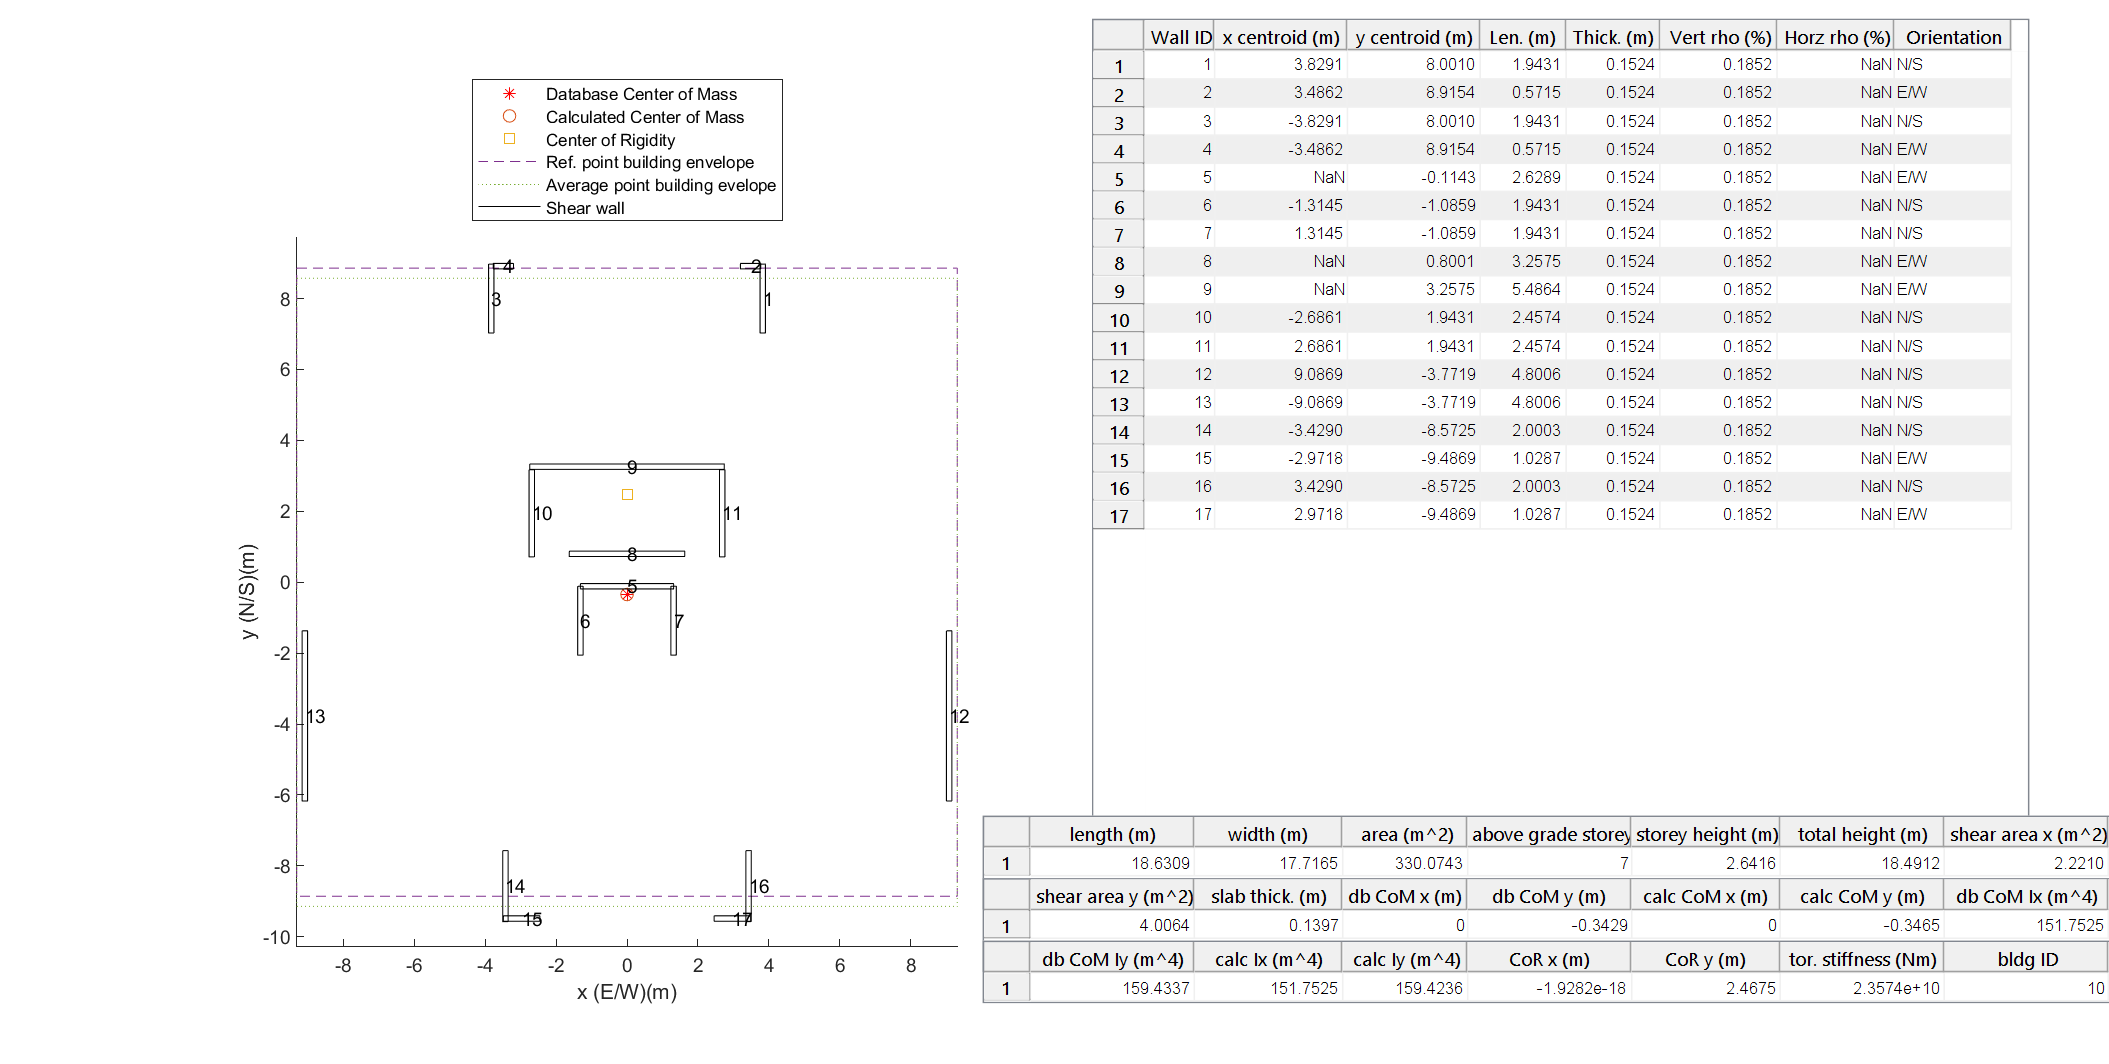 Database Center of Mass
Calculated Center of Mass
Center of Rigidity
Ref. point building envelope
Average point building evelope
Shear wall
4 2
3 1
9
10 11
8
5
6 7
13 12
14 16
15 17
8
6
4
2
0
-2
-4
-6
-8
-10
y (N/S)(m)
-8 -6 -4 -2 0 2 4 6 8
x (E/W)(m)
Wall ID x centroid (m) y centroid (m) Len. (m) Thick. (m) Vert rho (%) Horz rho (%) Orientation
1 1 3.8291 8.0010 1.9431 0.1524 0.1852 NaN N/S
2 2 3.4862 8.9154 0.5715 0.1524 0.1852 NaN E/W
3 3 -3.8291 8.0010 1.9431 0.1524 0.1852 NaN N/S
4 4 -3.4862 8.9154 0.5715 0.1524 0.1852 NaN E/W
5 5 NaN -0.1143 2.6289 0.1524 0.1852 NaN E/W
6 6 -1.3145 -1.0859 1.9431 0.1524 0.1852 NaN N/S
7 7 1.3145 -1.0859 1.9431 0.1524 0.1852 NaN N/S
8 8 NaN 0.8001 3.2575 0.1524 0.1852 NaN E/W
9 9 NaN 3.2575 5.4864 0.1524 0.1852 NaN E/W
10 10 -2.6861 1.9431 2.4574 0.1524 0.1852 NaN N/S
11 11 2.6861 1.9431 2.4574 0.1524 0.1852 NaN N/S
12 12 9.0869 -3.7719 4.8006 0.1524 0.1852 NaN N/S
13 13 -9.0869 -3.7719 4.8006 0.1524 0.1852 NaN N/S
14 14 -3.4290 -8.5725 2.0003 0.1524 0.1852 NaN N/S
15 15 -2.9718 -9.4869 1.0287 0.1524 0.1852 NaN E/W
16 16 3.4290 -8.5725 2.0003 0.1524 0.1852 NaN N/S
17 17 2.9718 -9.4869 1.0287 0.1524 0.1852 NaN E/W
length (m) width (m) area (m^2) above grade storey storey height (m) total height (m) shear area x (m^2)
1 18.6309 17.7165 330.0743 7 2.6416 18.4912 2.2210
shear area y (m^2) slab thick. (m) db CoM x (m) db CoM y (m) calc CoM x (m) calc CoM y (m) db CoM Ix (m^4)
1 4.0064 0.1397 0 -0.3429 0 -0.3465 151.7525
db CoM Iy (m^4) calc Ix (m^4) calc Iy (m^4) CoR x (m) CoR y (m) tor. stiffness (Nm) bldg ID
1 159.4337 151.7525 159.4236 -1.9282e-18 2.4675 2.3574e+10 10